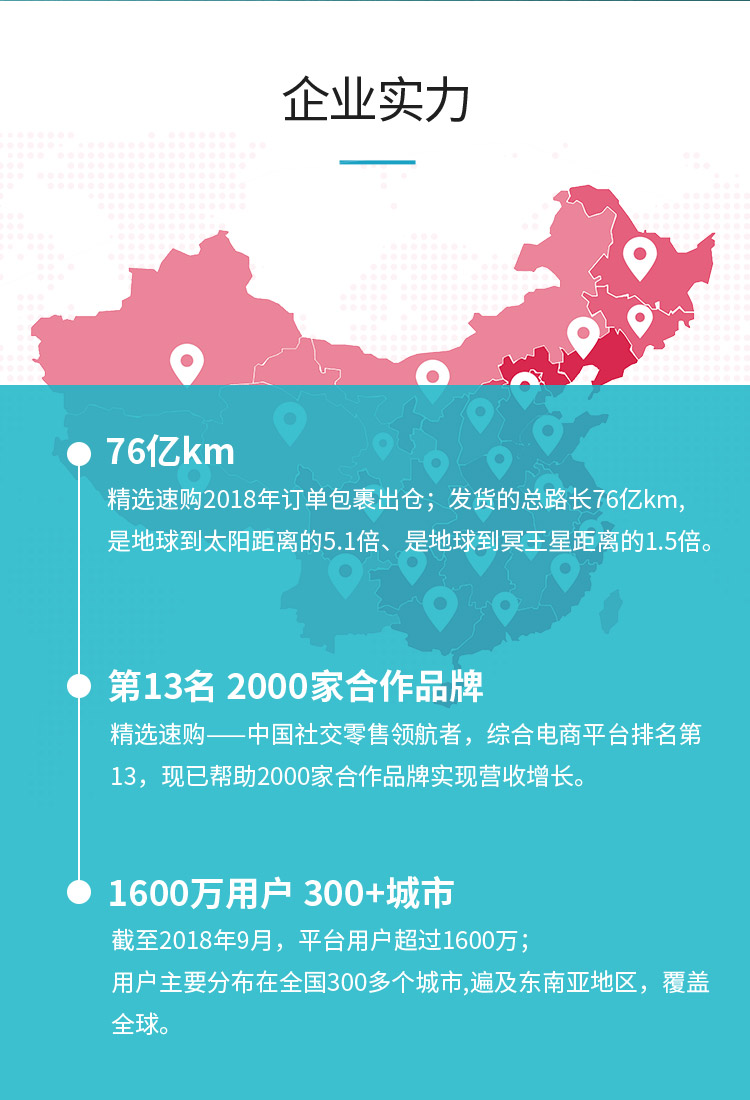 企业实力
76亿km
精选速购2018年订单包裹出仓；发货的总路长76亿km,
是地球到太阳距离的5.1倍、是地球到冥王星距离的1.5倍。
第13名 2000家合作品牌
精选速购——中国社交零售领航者，综合电商平台排名第
13，现已帮助2000家合作品牌实现营收增长。
1600万用户 300+城市
截至2018年9月，平台用户超过1600万；
用户主要分布在全国300多个城市,遍及东南亚地区，覆盖
全球。